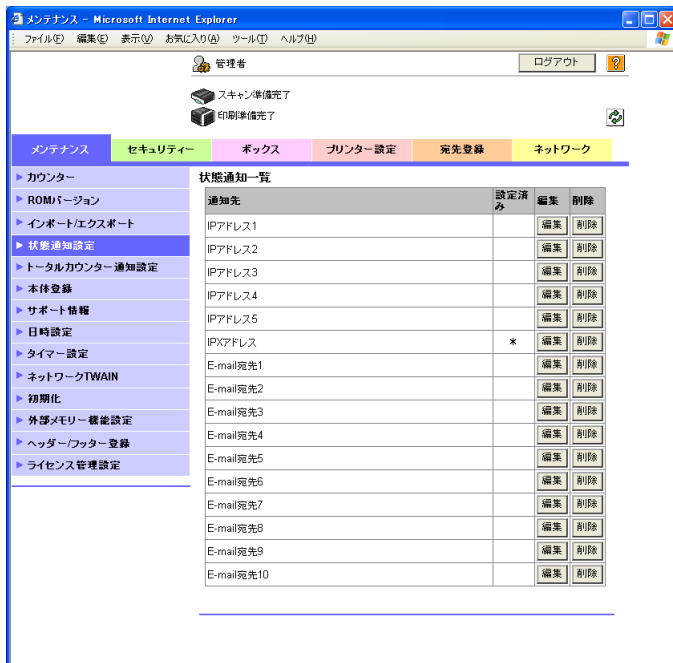 メンテナンス - Microsoft Internet Explorer
ファイル(F) 編集(E) 表示(V) お気に入り(A) ツール(T) ヘルプ(H)
管理者
ログアウト
?
スキャン準備完了
印刷準備完了
メンテナンス セキュリティー ボックス プリンター設定 宛先登録 ネットワーク
カウンター
ROMバージョン
インポート/エクスポート
状態通知設定
トータルカウンター通知設定
本体登録
サポート情報
日時設定
タイマー設定
ネットワークTWAIN
初期化
外部メモリー機能設定
ヘッダー/フッター登録
ライセンス管理設定
状態通知一覧
通知先 設定済み 編集 削除
IPアドレス1 編集 削除
IPアドレス2 編集 削除
IPアドレス3 編集 削除
IPアドレス4 編集 削除
IPアドレス5 編集 削除
IPXアドレス * 編集 削除
E-mail宛先1 編集 削除
E-mail宛先2 編集 削除
E-mail宛先3 編集 削除
E-mail宛先4 編集 削除
E-mail宛先5 編集 削除
E-mail宛先6 編集 削除
E-mail宛先7 編集 削除
E-mail宛先8 編集 削除
E-mail宛先9 編集 削除
E-mail宛先10 編集 削除